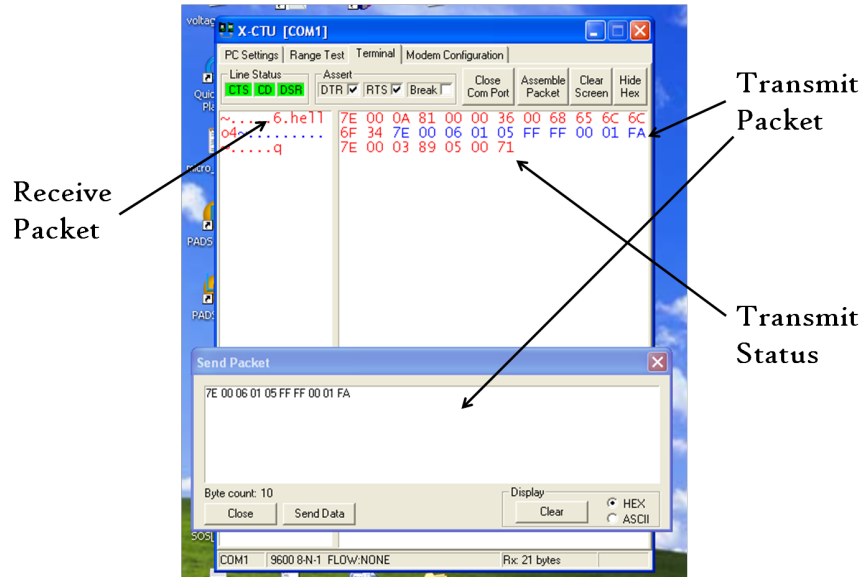 voltag
X-CTU [COM1]
PC Settings Range Test Terminal Modem Configuration
Line Status Assert
CTS CD DSR DTR RTS Break
Close Com Port
Assemble Packet
Clear Screen
Hide Hex
Quic
Pla
~.....6.hell 7E 00 0A 81 00 00 36 00 68 65 6C 6C
o4~......... 6F 34 7E 00 06 01 05 FF FF 00 01 FA
~.....q 7E 00 03 89 05 00 71
Transmit
Packet
micro_
Receive
Packet
PADS
PADS
Transmit
Status
Send Packet
7E 00 06 01 05 FF FF 00 01 FA
Byte count: 10
Close Send Data
Display
Clear
HEX
ASCII
SOS_
COM1 9600 8-N-1 FLOW:NONE Rx: 21 bytes